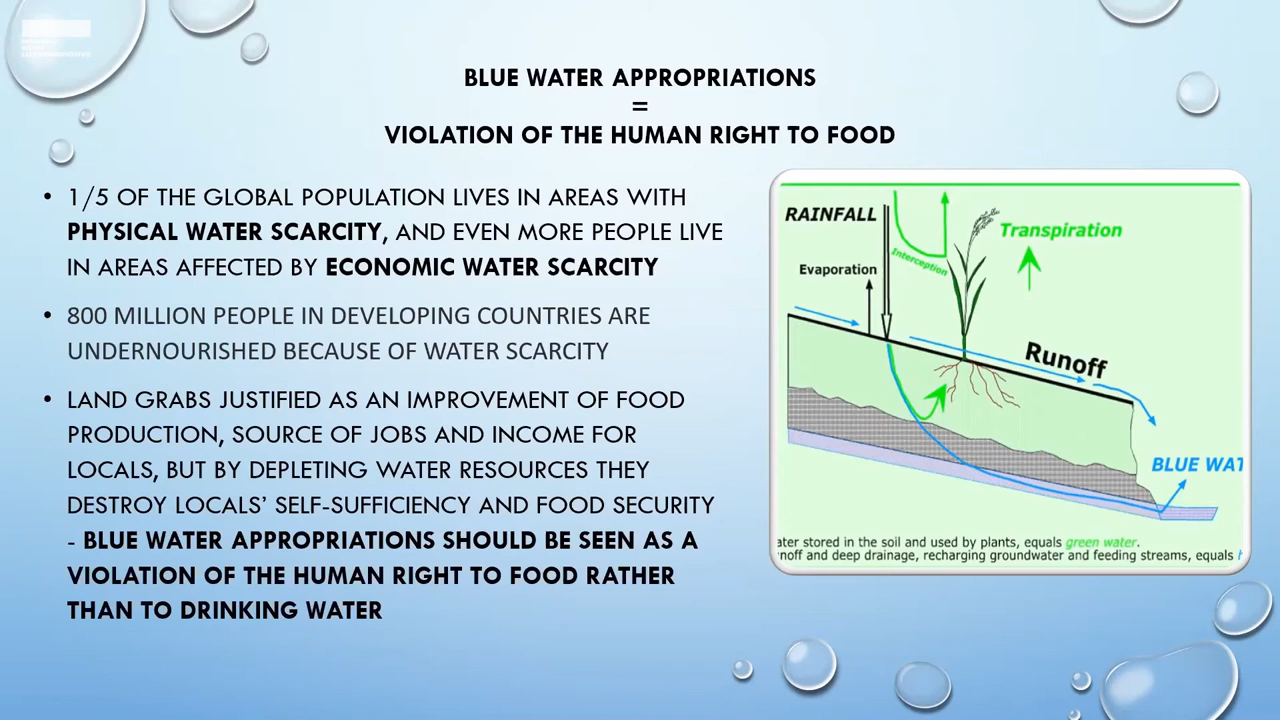 BLUE WATER APPROPRIATIONS
=
VIOLATION OF THE HUMAN RIGHT TO FOOD
• 1/5 OF THE GLOBAL POPULATION LIVES IN AREAS WITH
PHYSICAL WATER SCARCITY, AND EVEN MORE PEOPLE LIVE
IN AREAS AFFECTED BY ECONOMIC WATER SCARCITY
• 800 MILLION PEOPLE IN DEVELOPING COUNTRIES ARE
UNDERNOURISHED BECAUSE OF WATER SCARCITY
• LAND GRABS JUSTIFIED AS AN IMPROVEMENT OF FOOD
PRODUCTION, SOURCE OF JOBS AND INCOME FOR
LOCALS, BUT BY DEPLETING WATER RESOURCES THEY
DESTROY LOCALS’ SELF-SUFFICIENCY AND FOOD SECURITY
- BLUE WATER APPROPRIATIONS SHOULD BE SEEN AS A
VIOLATION OF THE HUMAN RIGHT TO FOOD RATHER
THAN TO DRINKING WATER
RAINFALL
Interception
Transpiration
Evaporation
Runoff
BLUE WAT
ater stored in the soil and used by plants, equals green water.
noff and deep drainage, recharging groundwater and feeding streams, equals